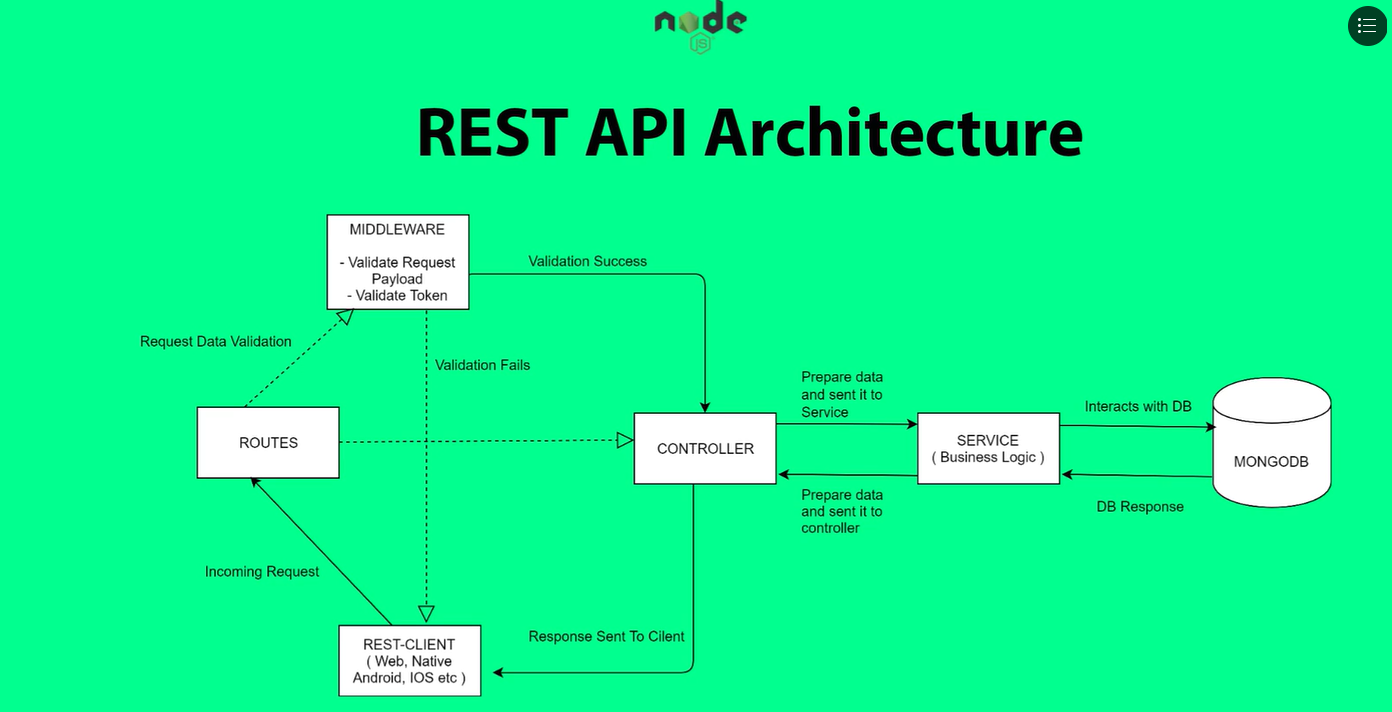 node
JS
REST API Architecture
MIDDLEWARE
- Validate Request
Payload
- Validate Token
Validation Success
Request Data Validation
Validation Fails
ROUTES
CONTROLLER
Prepare data
and sent it to
Service
SERVICE
( Business Logic )
Interacts with DB
MONGODB
Prepare data
and sent it to
controller
DB Response
Incoming Request
REST-CLIENT
( Web, Native
Android, IOS etc )
Response Sent To Cilent